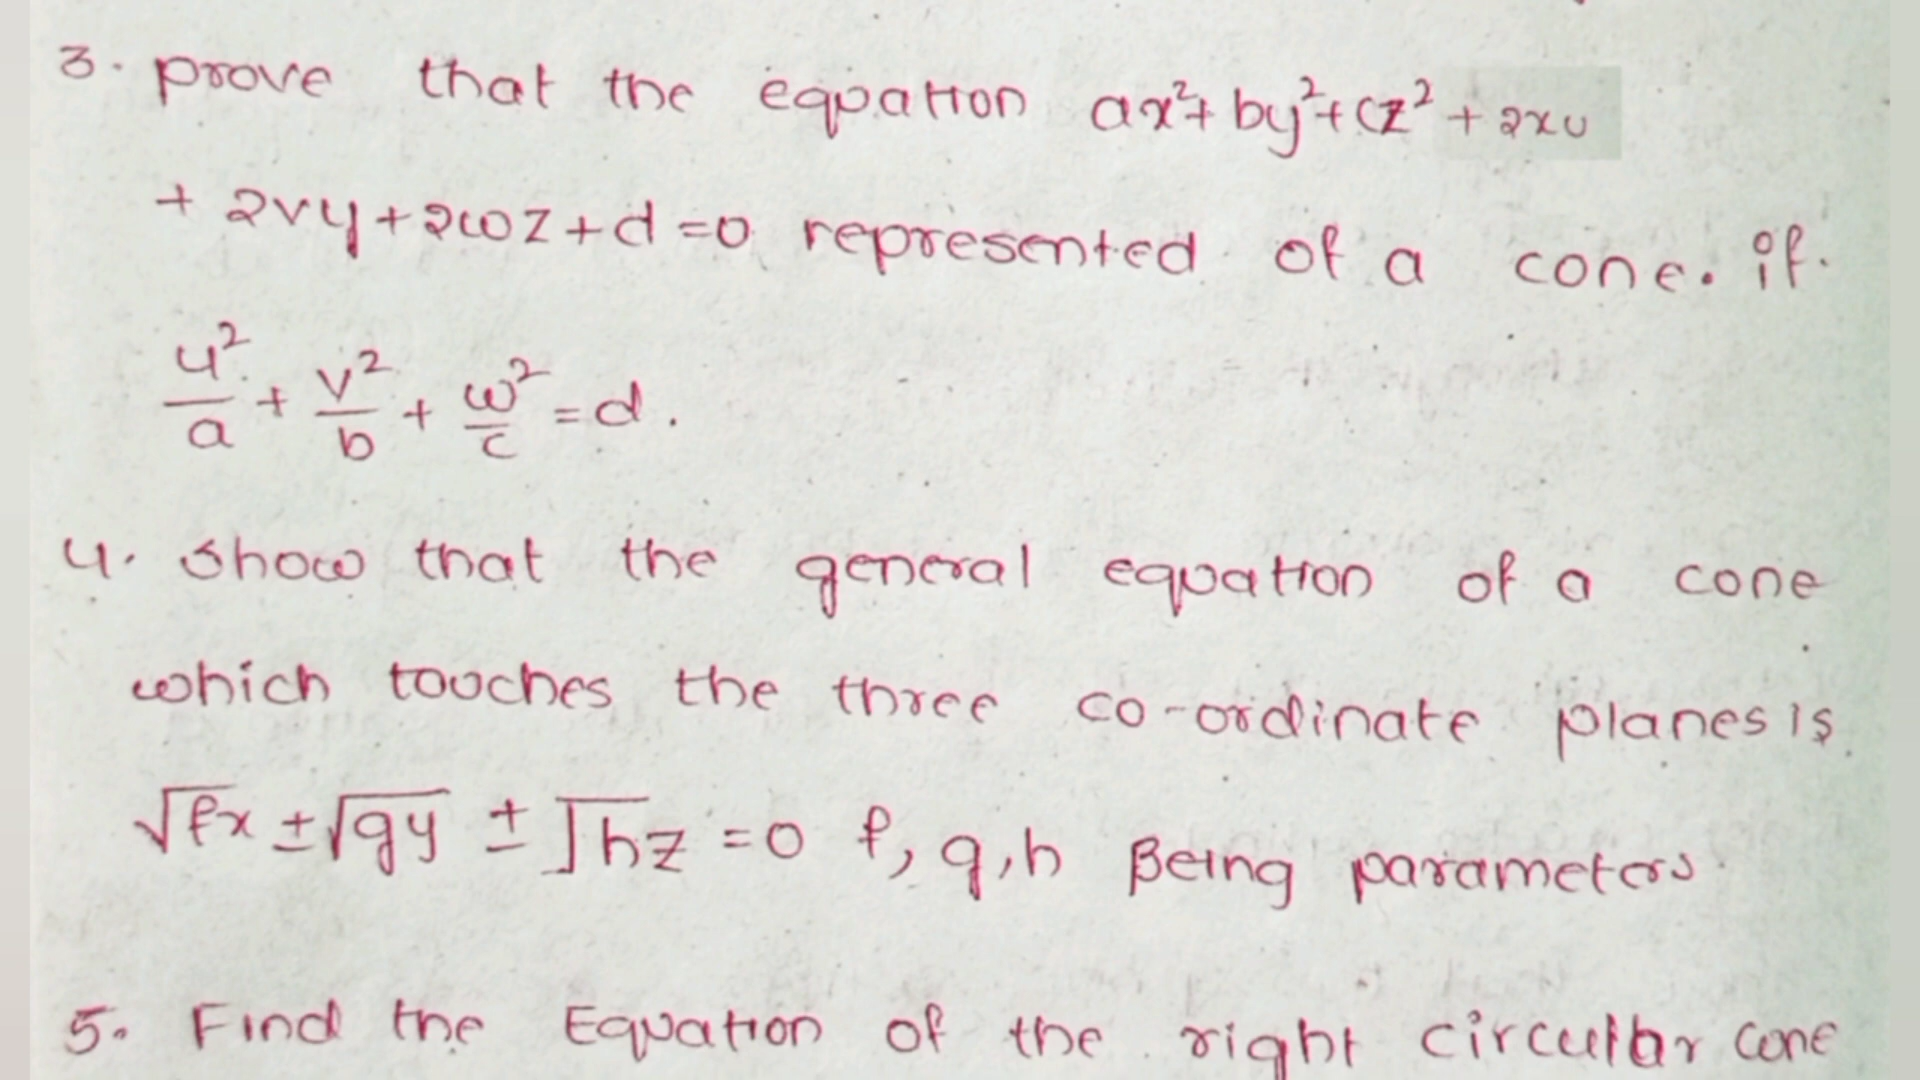 3. prove that the equation ax²+ by²+cz² + 2xu
+ 2vy+2wz+d=0 represented of a cone. if.
u²/a + v²/b + w²/c = d.
4. Show that the general equation of a cone
which touches the three co-ordinate planes is
√fx ± √gy ± √hz = 0 f, g, h Being parameters.
5. Find the Equation of the right circular cone